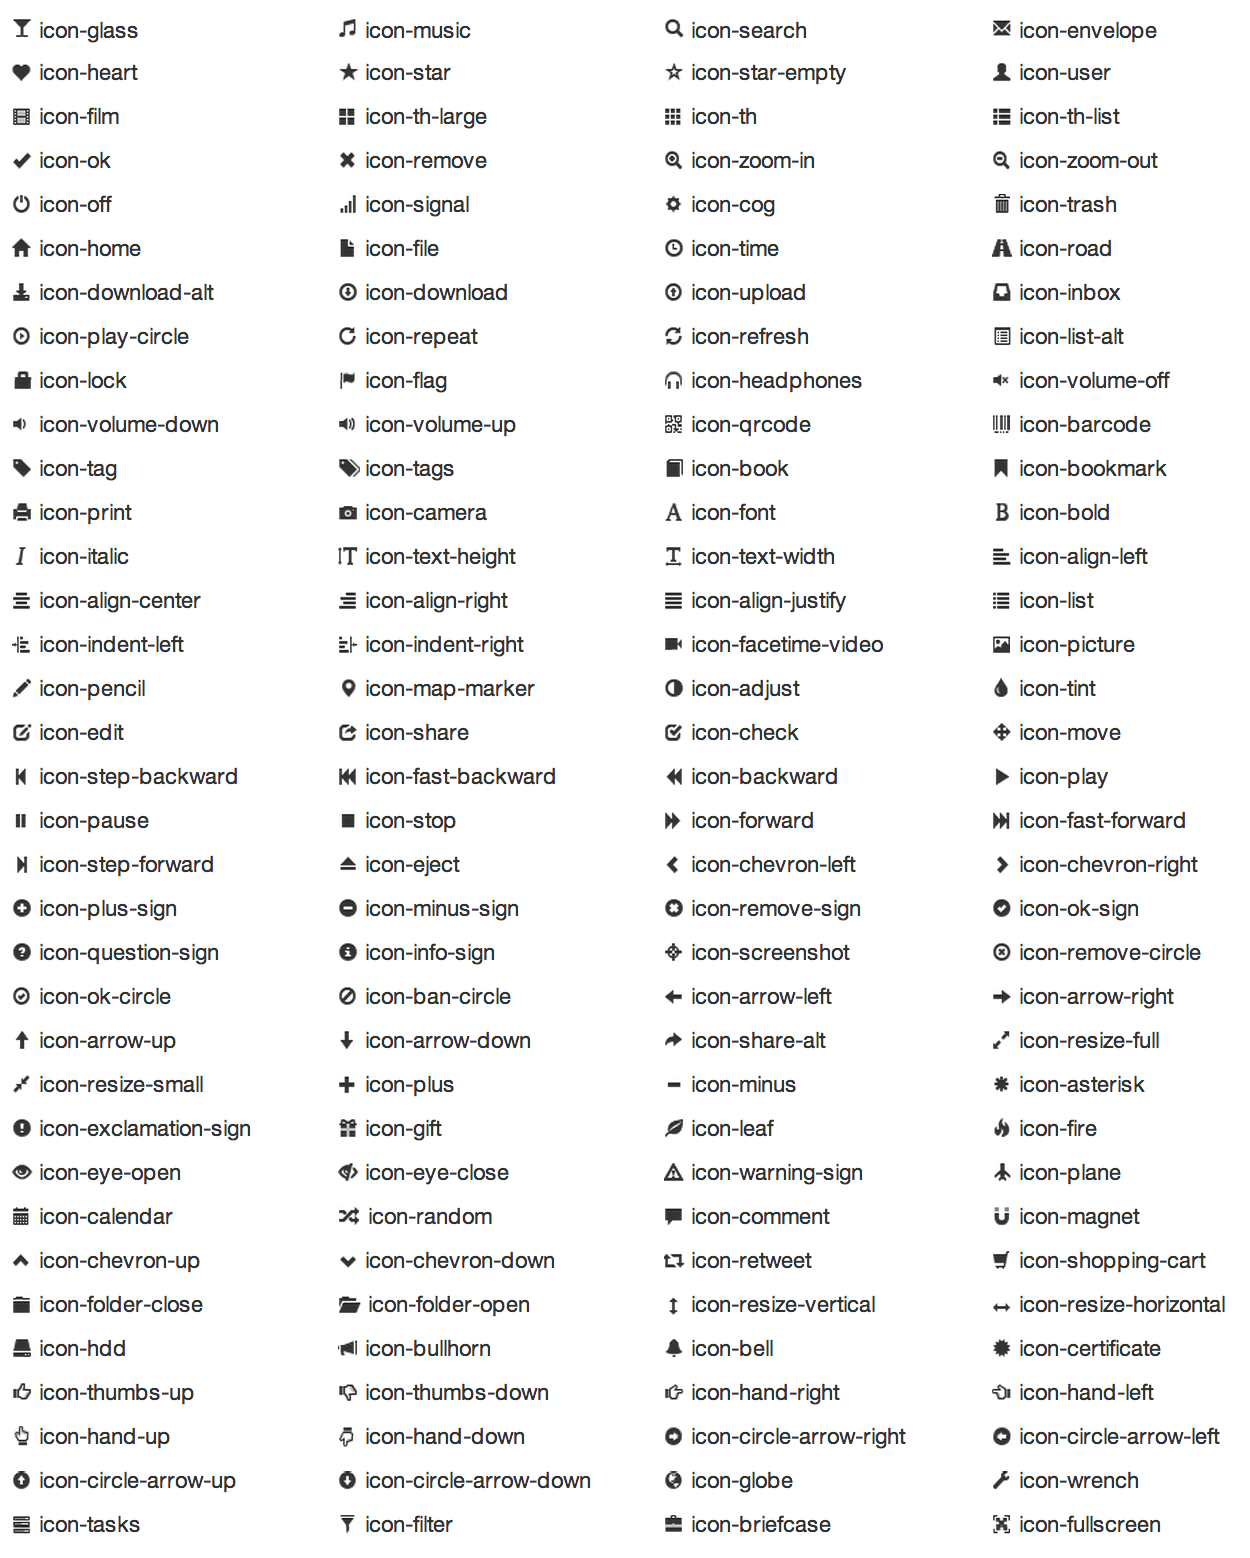 icon-glass icon-music icon-search icon-envelope
icon-heart icon-star icon-star-empty icon-user
icon-film icon-th-large icon-th icon-th-list
icon-ok icon-remove icon-zoom-in icon-zoom-out
icon-off icon-signal icon-cog icon-trash
icon-home icon-file icon-time icon-road
icon-download-alt icon-download icon-upload icon-inbox
icon-play-circle icon-repeat icon-refresh icon-list-alt
icon-lock icon-flag icon-headphones icon-volume-off
icon-volume-down icon-volume-up icon-qrcode icon-barcode
icon-tag icon-tags icon-book icon-bookmark
icon-print icon-camera icon-font icon-bold
icon-italic icon-text-height icon-text-width icon-align-left
icon-align-center icon-align-right icon-align-justify icon-list
icon-indent-left icon-indent-right icon-facetime-video icon-picture
icon-pencil icon-map-marker icon-adjust icon-tint
icon-edit icon-share icon-check icon-move
icon-step-backward icon-fast-backward icon-backward icon-play
icon-pause icon-stop icon-forward icon-fast-forward
icon-step-forward icon-eject icon-chevron-left icon-chevron-right
icon-plus-sign icon-minus-sign icon-remove-sign icon-ok-sign
icon-question-sign icon-info-sign icon-screenshot icon-remove-circle
icon-ok-circle icon-ban-circle icon-arrow-left icon-arrow-right
icon-arrow-up icon-arrow-down icon-share-alt icon-resize-full
icon-resize-small icon-plus icon-minus icon-asterisk
icon-exclamation-sign icon-gift icon-leaf icon-fire
icon-eye-open icon-eye-close icon-warning-sign icon-plane
icon-calendar icon-random icon-comment icon-magnet
icon-chevron-up icon-chevron-down icon-retweet icon-shopping-cart
icon-folder-close icon-folder-open icon-resize-vertical icon-resize-horizontal
icon-hdd icon-bullhorn icon-bell icon-certificate
icon-thumbs-up icon-thumbs-down icon-hand-right icon-hand-left
icon-hand-up icon-hand-down icon-circle-arrow-right icon-circle-arrow-left
icon-circle-arrow-up icon-circle-arrow-down icon-globe icon-wrench
icon-tasks icon-filter icon-briefcase icon-fullscreen